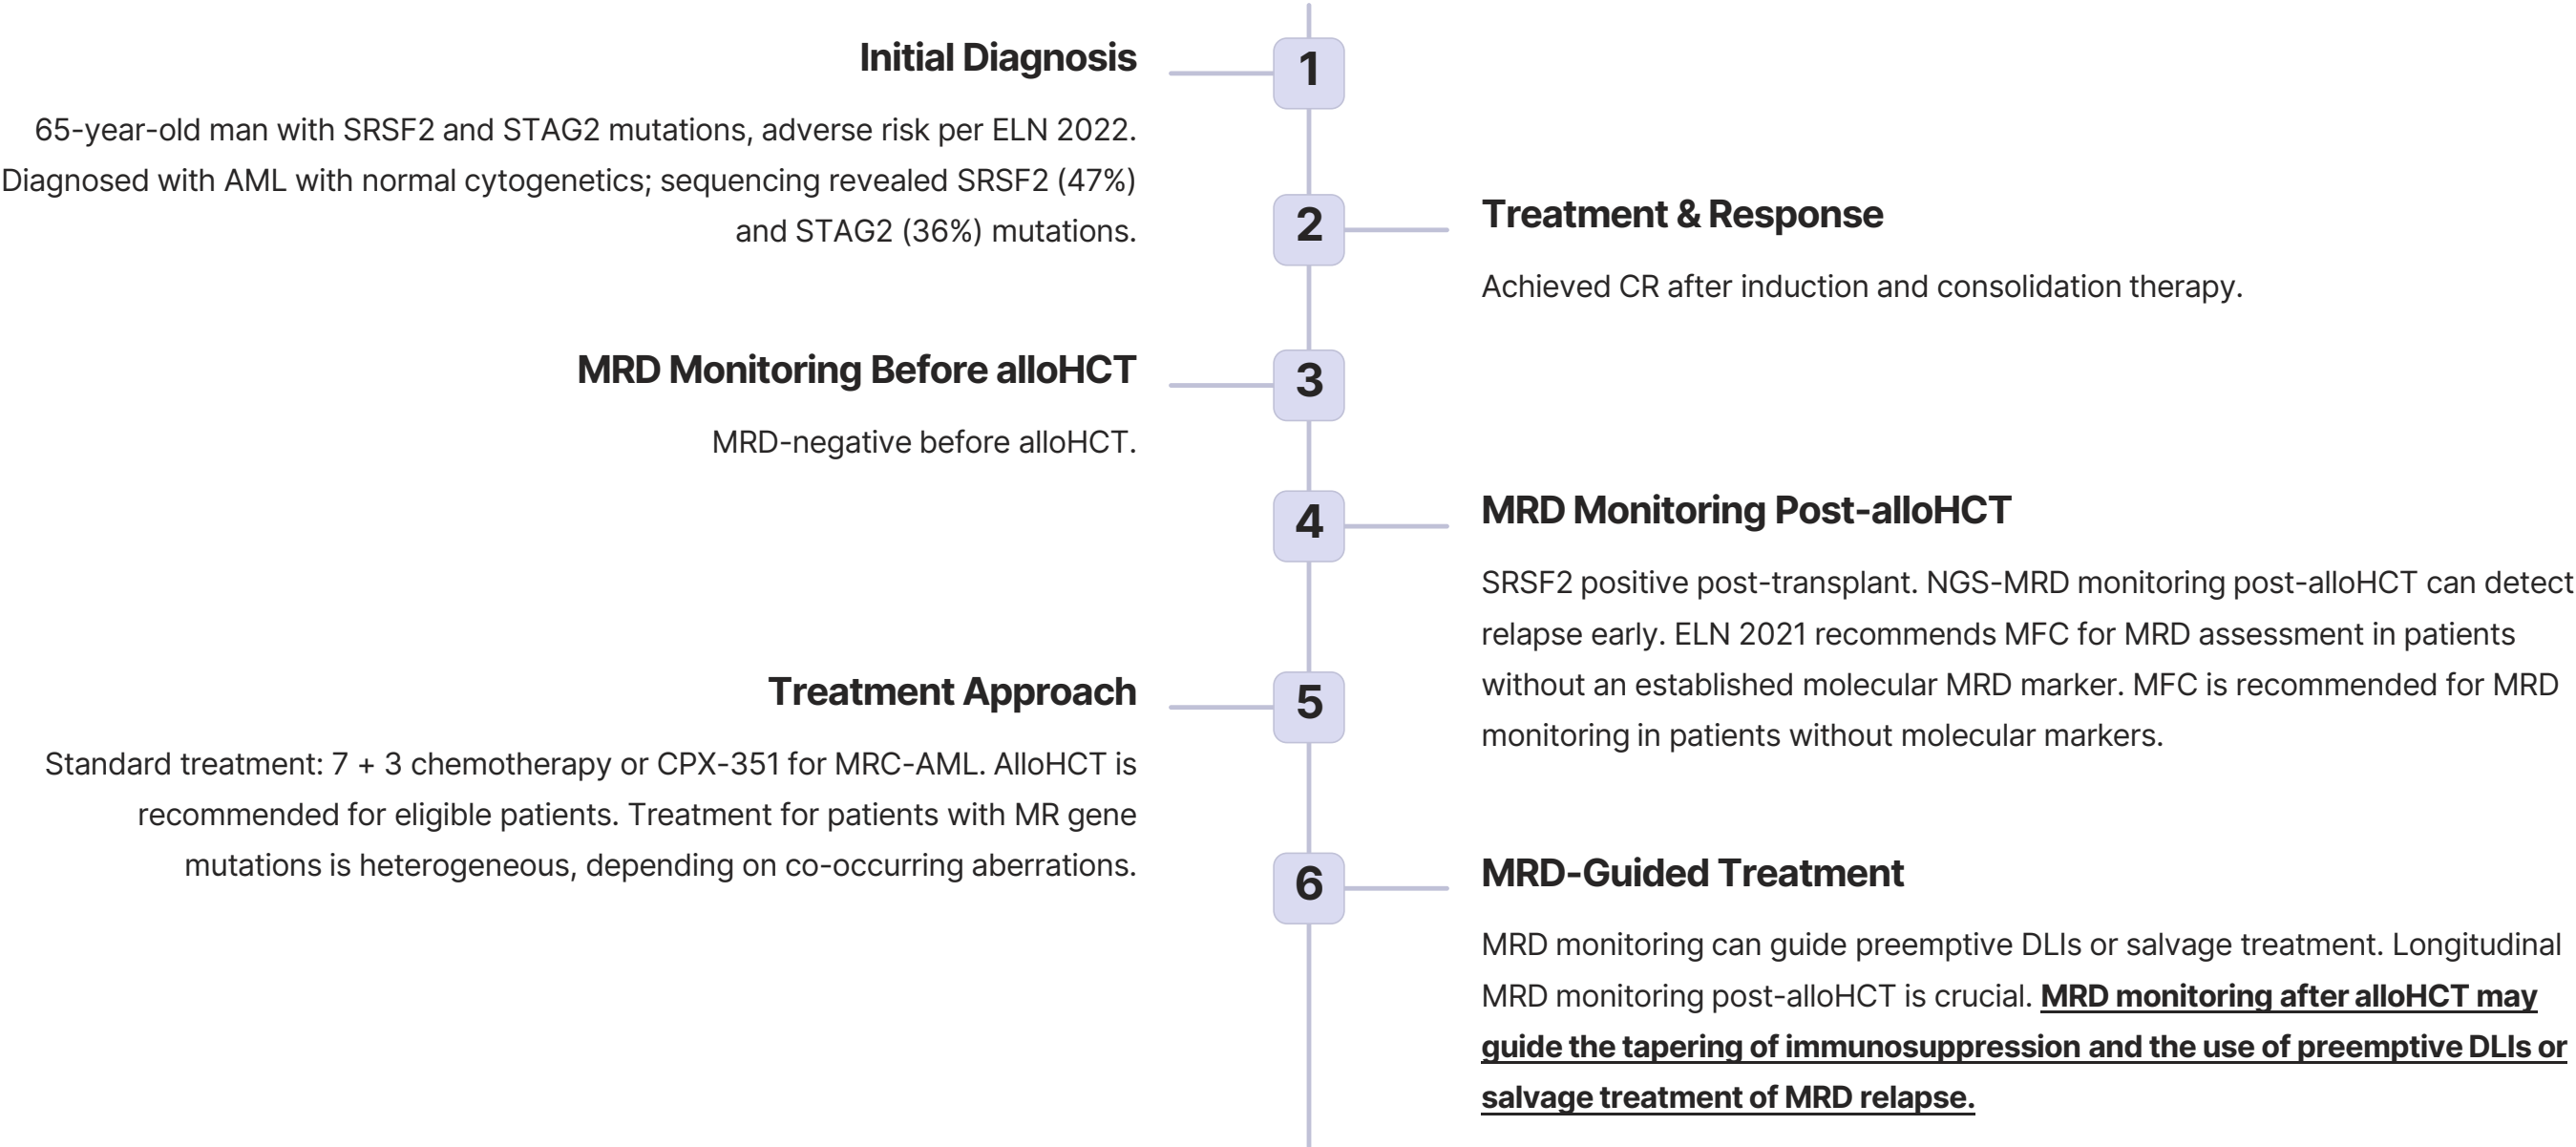 1
Initial Diagnosis
65-year-old man with SRSF2 and STAG2 mutations, adverse risk per ELN 2022.
Diagnosed with AML with normal cytogenetics; sequencing revealed SRSF2 (47%)
and STAG2 (36%) mutations.
2
Treatment & Response
Achieved CR after induction and consolidation therapy.
3
MRD Monitoring Before alloHCT
MRD-negative before alloHCT.
4
MRD Monitoring Post-alloHCT
SRSF2 positive post-transplant. NGS-MRD monitoring post-alloHCT can detect
relapse early. ELN 2021 recommends MFC for MRD assessment in patients
without an established molecular MRD marker. MFC is recommended for MRD
monitoring in patients without molecular markers.
5
Treatment Approach
Standard treatment: 7 + 3 chemotherapy or CPX-351 for MRC-AML. AlloHCT is
recommended for eligible patients. Treatment for patients with MR gene
mutations is heterogeneous, depending on co-occurring aberrations.
6
MRD-Guided Treatment
MRD monitoring can guide preemptive DLIs or salvage treatment. Longitudinal
MRD monitoring post-alloHCT is crucial. MRD monitoring after alloHCT may
guide the tapering of immunosuppression and the use of preemptive DLIs or
salvage treatment of MRD relapse.